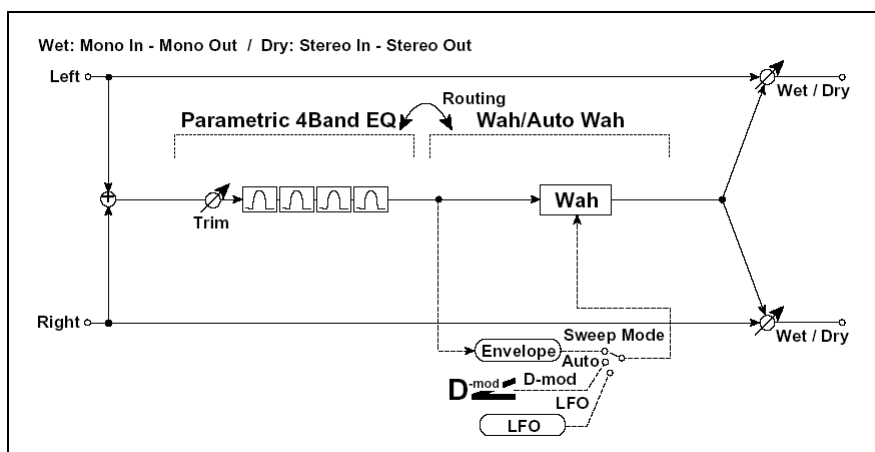 Wet: Mono In - Mono Out / Dry: Stereo In - Stereo Out
Left
Wet / Dry
Routing
Parametric 4Band EQ
Wah/Auto Wah
+
Trim
Wah
Right
Wet / Dry
Sweep Mode
Envelope
Auto
D-mod
D-mod
LFO
LFO